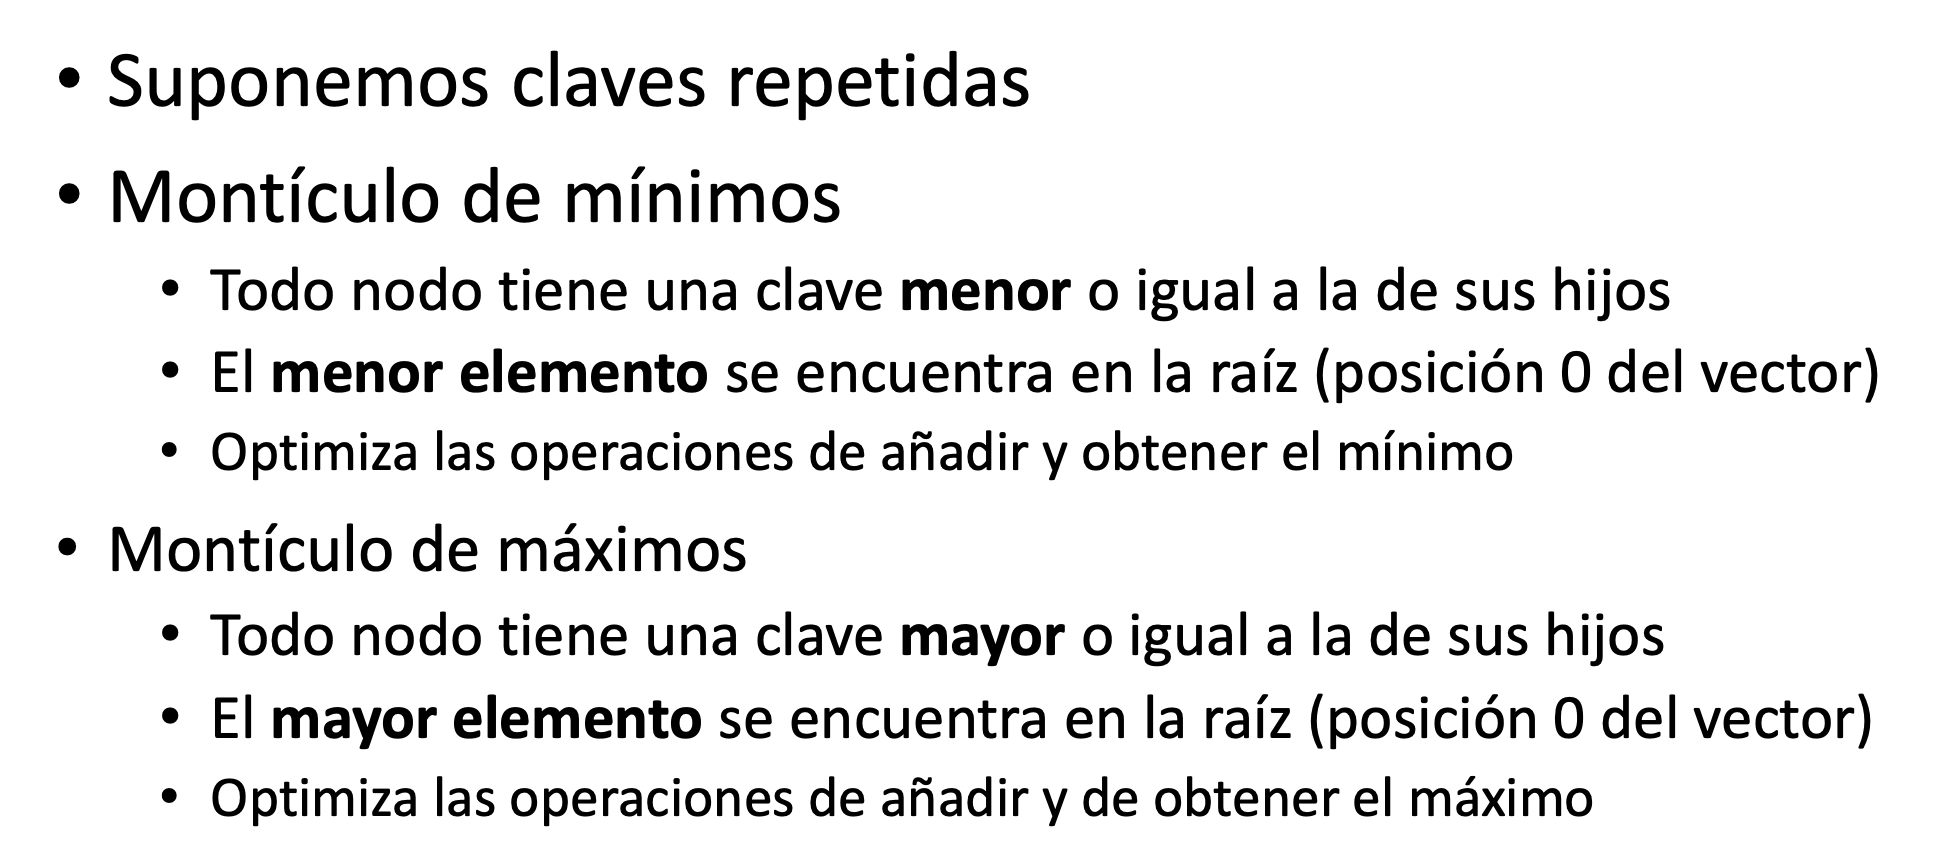 • Suponemos claves repetidas
• Montículo de mínimos
• Todo nodo tiene una clave menor o igual a la de sus hijos
• El menor elemento se encuentra en la raíz (posición 0 del vector)
• Optimiza las operaciones de añadir y obtener el mínimo
• Montículo de máximos
• Todo nodo tiene una clave mayor o igual a la de sus hijos
• El mayor elemento se encuentra en la raíz (posición 0 del vector)
• Optimiza las operaciones de añadir y de obtener el máximo